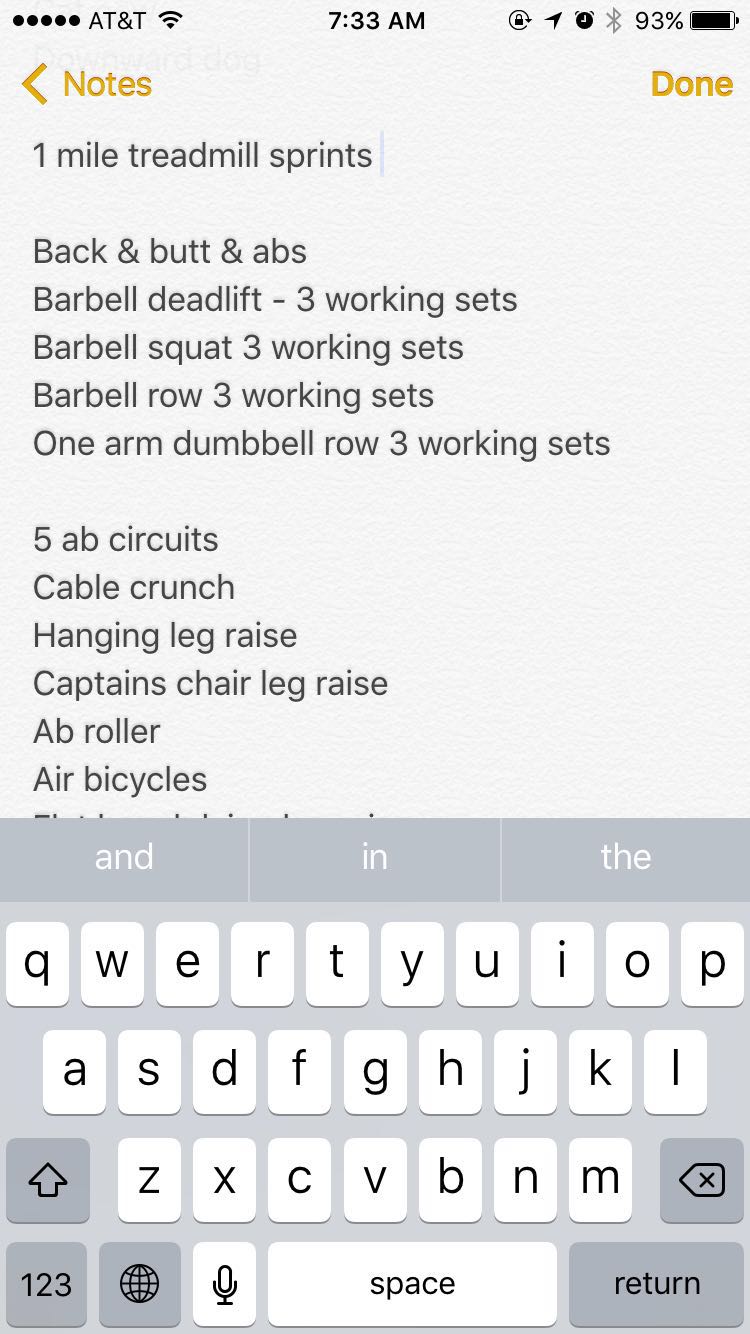 AT&T 7:33 AM 93%
Downward dog
Notes Done
1 mile treadmill sprints
Back & butt & abs
Barbell deadlift - 3 working sets
Barbell squat 3 working sets
Barbell row 3 working sets
One arm dumbbell row 3 working sets
5 ab circuits
Cable crunch
Hanging leg raise
Captains chair leg raise
Ab roller
Air bicycles
and in the
q w e r t y u i o p
a s d f g h j k l
z x c v b n m
123 space return